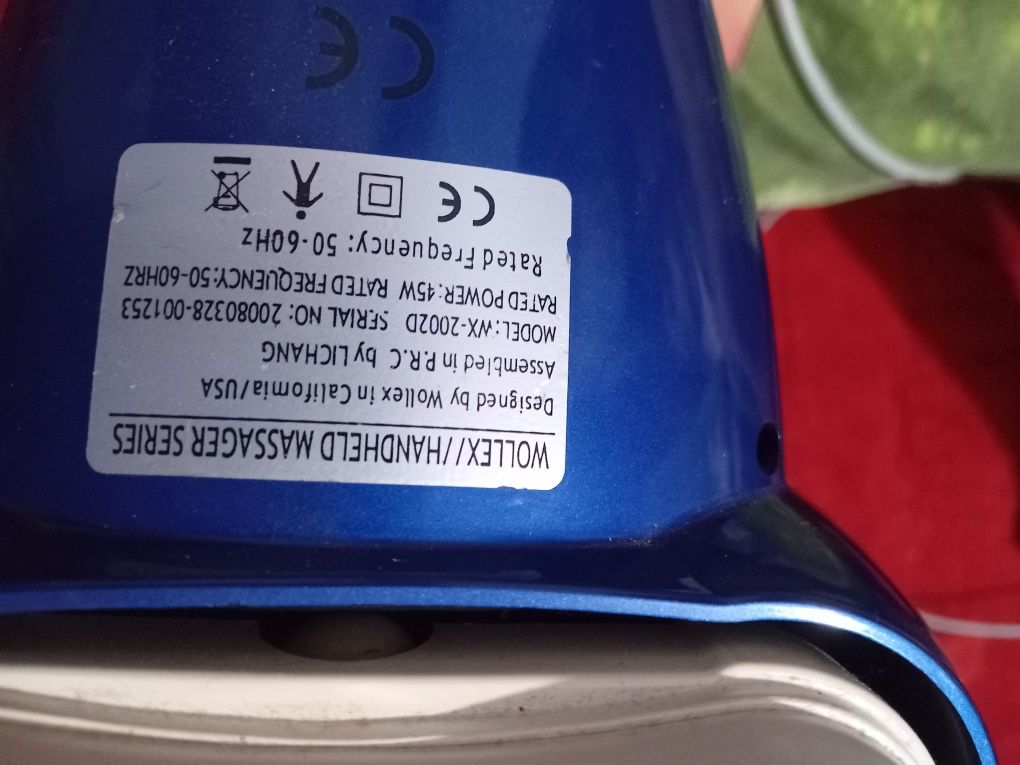 WOLLEX//HANDHELD MASSAGER SERIES
Designed by Wollex in California/USA
Assembled in P.R.C by LICHANG
MODEL:WX-2002D SERIAL NO: 20080328-001253
RATED POWER:45W RATED FREQUENCY:50-60HRZ
Rated Frequency: 50-60Hz
CE
CE